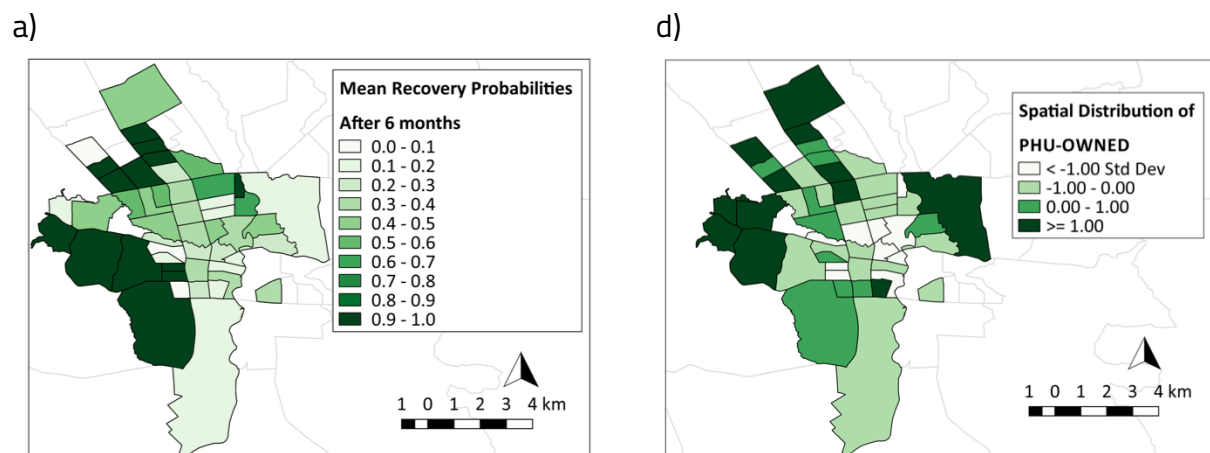 a)
Mean Recovery Probabilities
After 6 months
0.0 - 0.1
0.1 - 0.2
0.2 - 0.3
0.3 - 0.4
0.4 - 0.5
0.5 - 0.6
0.6 - 0.7
0.7 - 0.8
0.8 - 0.9
0.9 - 1.0
1 0 1 2 3 4 km
d)
Spatial Distribution of
PHU-OWNED
< -1.00 Std Dev
-1.00 - 0.00
0.00 - 1.00
>= 1.00
1 0 1 2 3 4 km